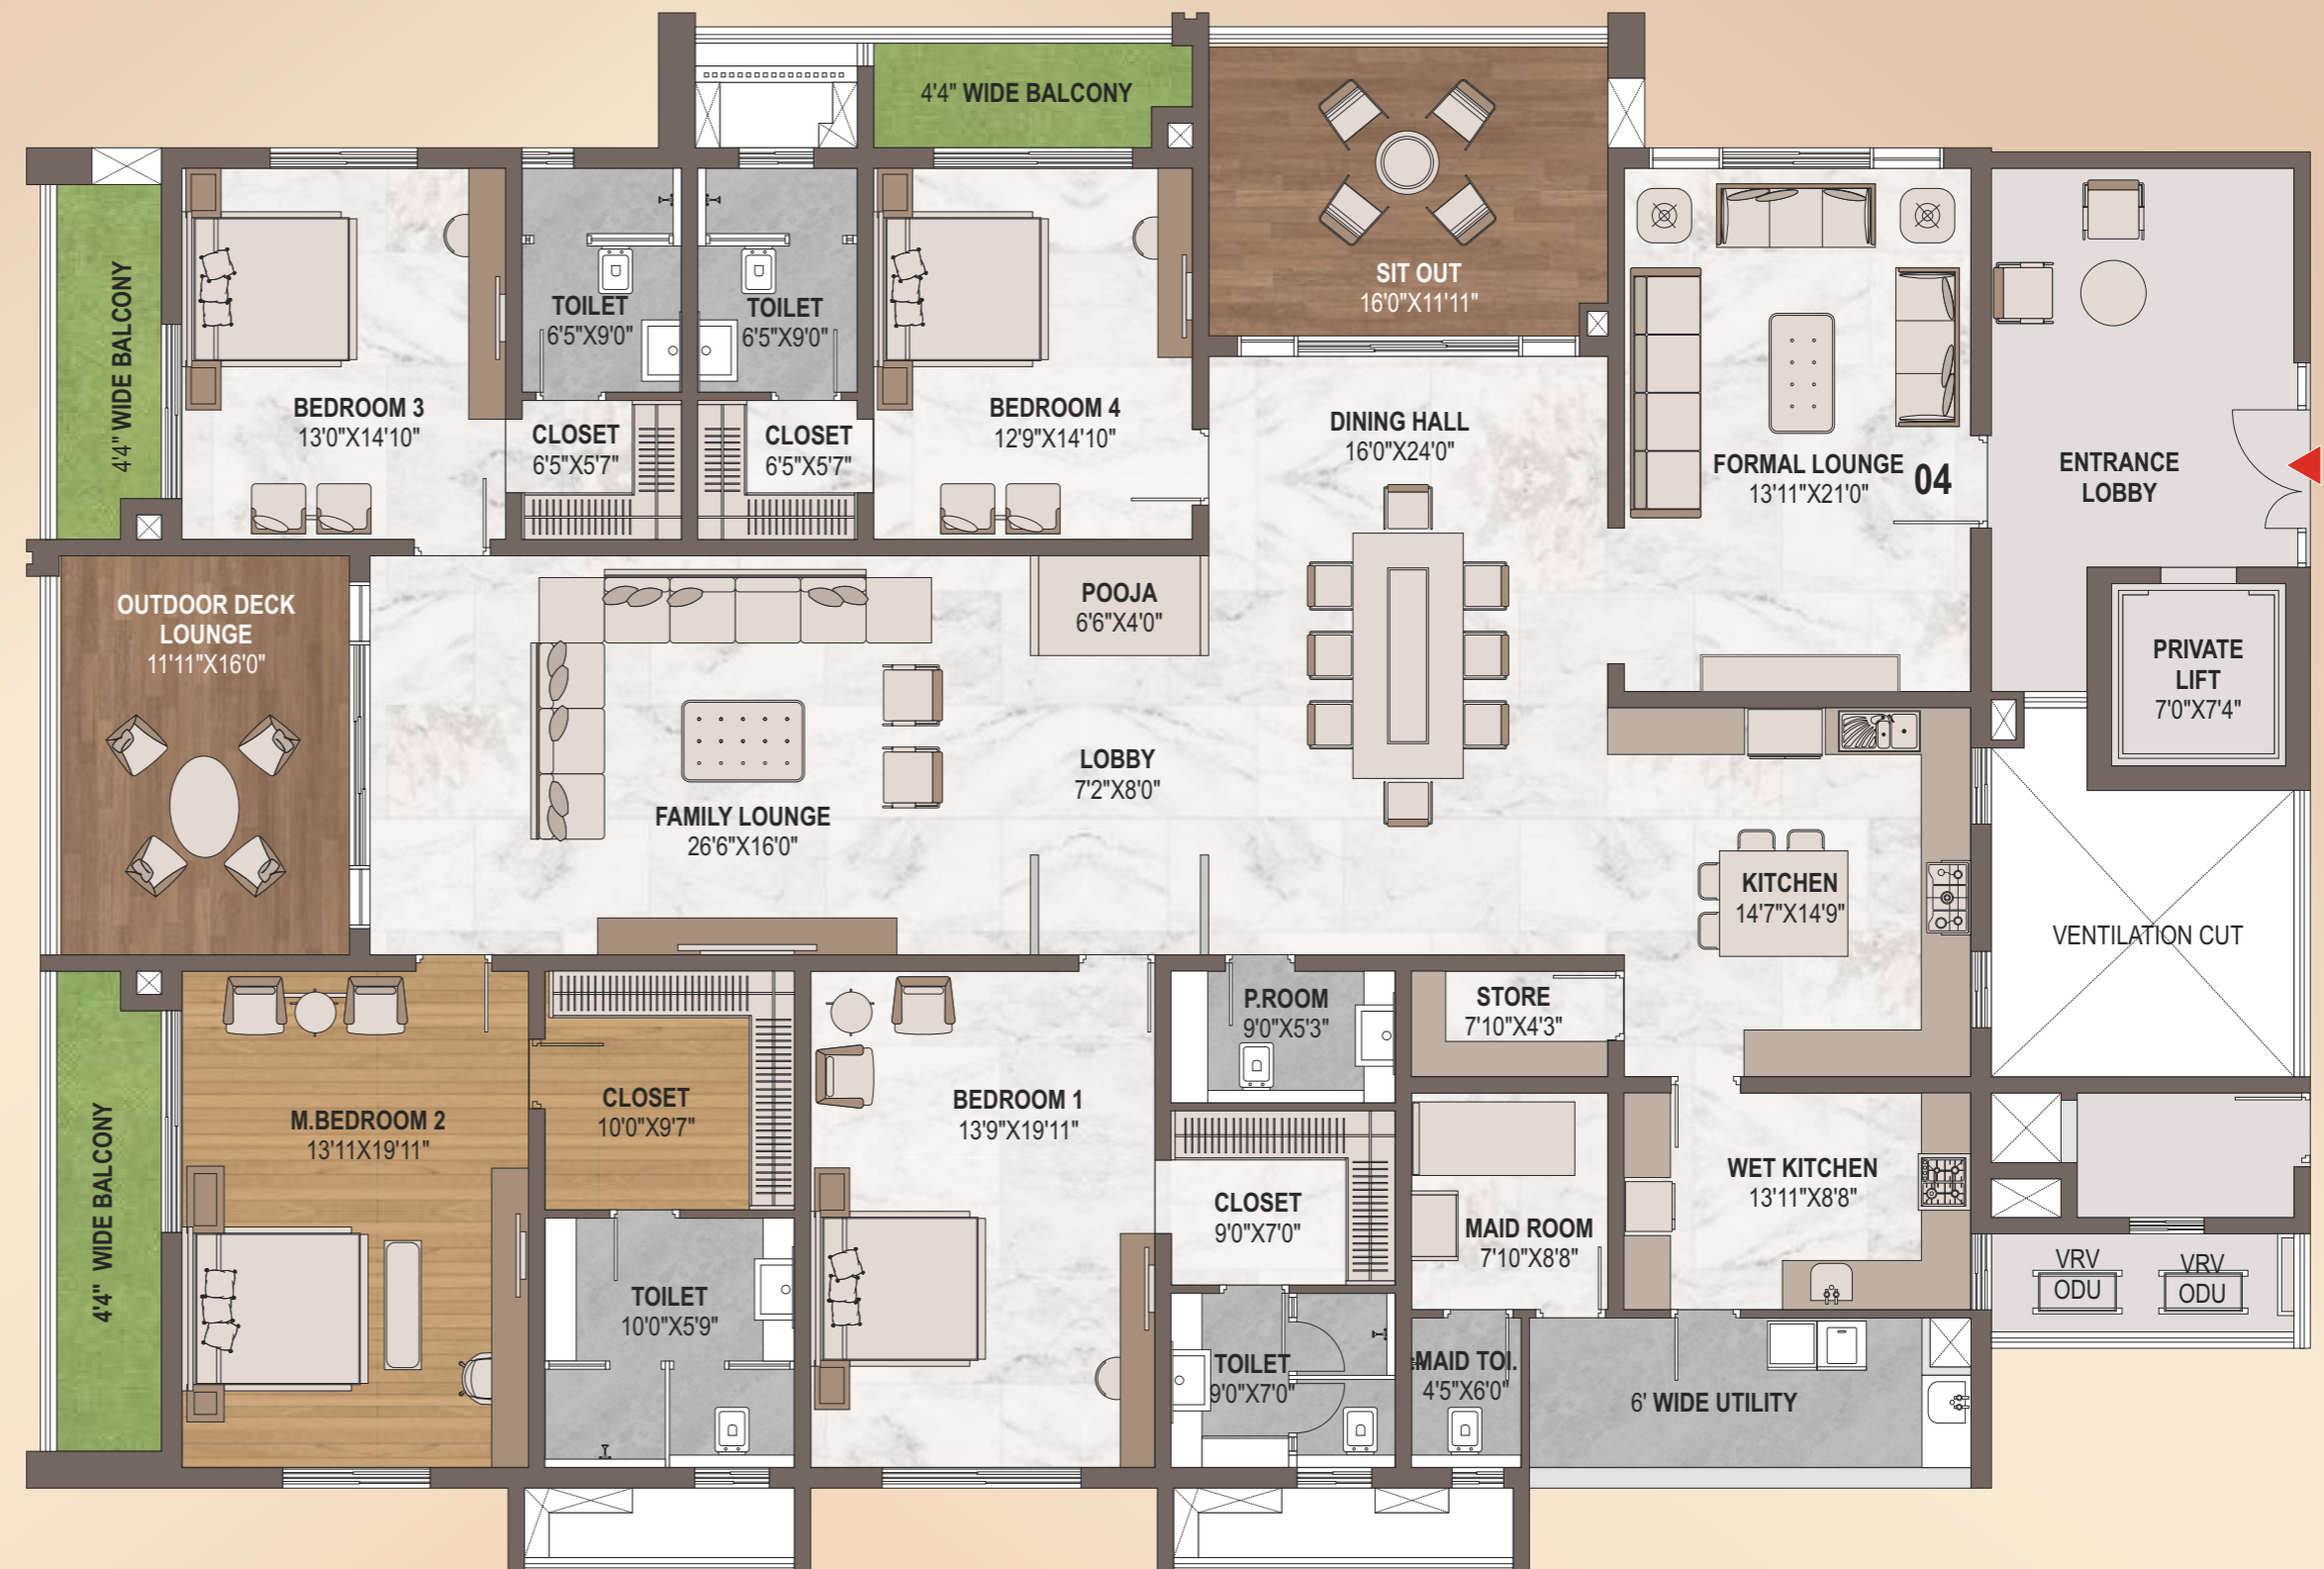 4'4" WIDE BALCONY
SIT OUT
16'0"X11'11"
4'4" WIDE BALCONY
TOILET
6'5"X9'0"
TOILET
6'5"X9'0"
BEDROOM 3
13'0"X14'10"
CLOSET
6'5"X5'7"
CLOSET
6'5"X5'7"
BEDROOM 4
12'9"X14'10"
DINING HALL
16'0"X24'0"
FORMAL LOUNGE
13'11"X21'0"
04
ENTRANCE
LOBBY
OUTDOOR DECK
LOUNGE
11'11"X16'0"
POOJA
6'6"X4'0"
PRIVATE
LIFT
7'0"X7'4"
LOBBY
7'2"X8'0"
FAMILY LOUNGE
26'6"X16'0"
KITCHEN
14'7"X14'9"
VENTILATION CUT
P.ROOM
9'0"X5'3"
STORE
7'10"X4'3"
4'4" WIDE BALCONY
M.BEDROOM 2
13'11X19'11"
CLOSET
10'0"X9'7"
BEDROOM 1
13'9"X19'11"
CLOSET
9'0"X7'0"
MAID ROOM
7'10"X8'8"
WET KITCHEN
13'11"X8'8"
VRV
ODU
VRV
ODU
TOILET
10'0"X5'9"
TOILET
9'0"X7'0"
MAID TOI.
4'5"X6'0"
6' WIDE UTILITY